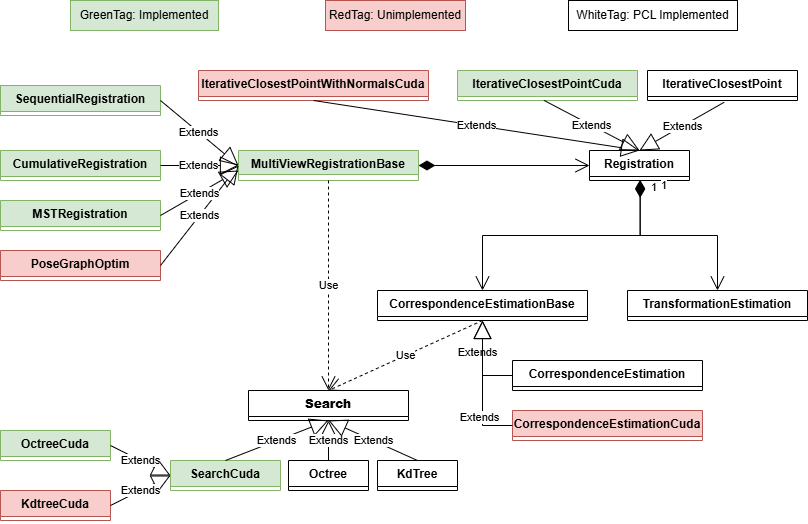 GreenTag: Implemented
RedTag: Unimplemented
WhiteTag: PCL Implemented
IterativeClosestPointWithNormalsCuda
IterativeClosestPointCuda
IterativeClosestPoint
SequentialRegistration
Extends
Extends
Extends
Extends
CumulativeRegistration
Extends
MultiViewRegistrationBase
Registration
1
1
Extends
MSTRegistration
Extends
PoseGraphOptim
Use
CorrespondenceEstimationBase
TransformationEstimation
Use
Extends
CorrespondenceEstimation
Search
Extends
CorrespondenceEstimationCuda
OctreeCuda
Extends
Extends
Extends
Extends
SearchCuda
Octree
KdTree
Extends
KdtreeCuda